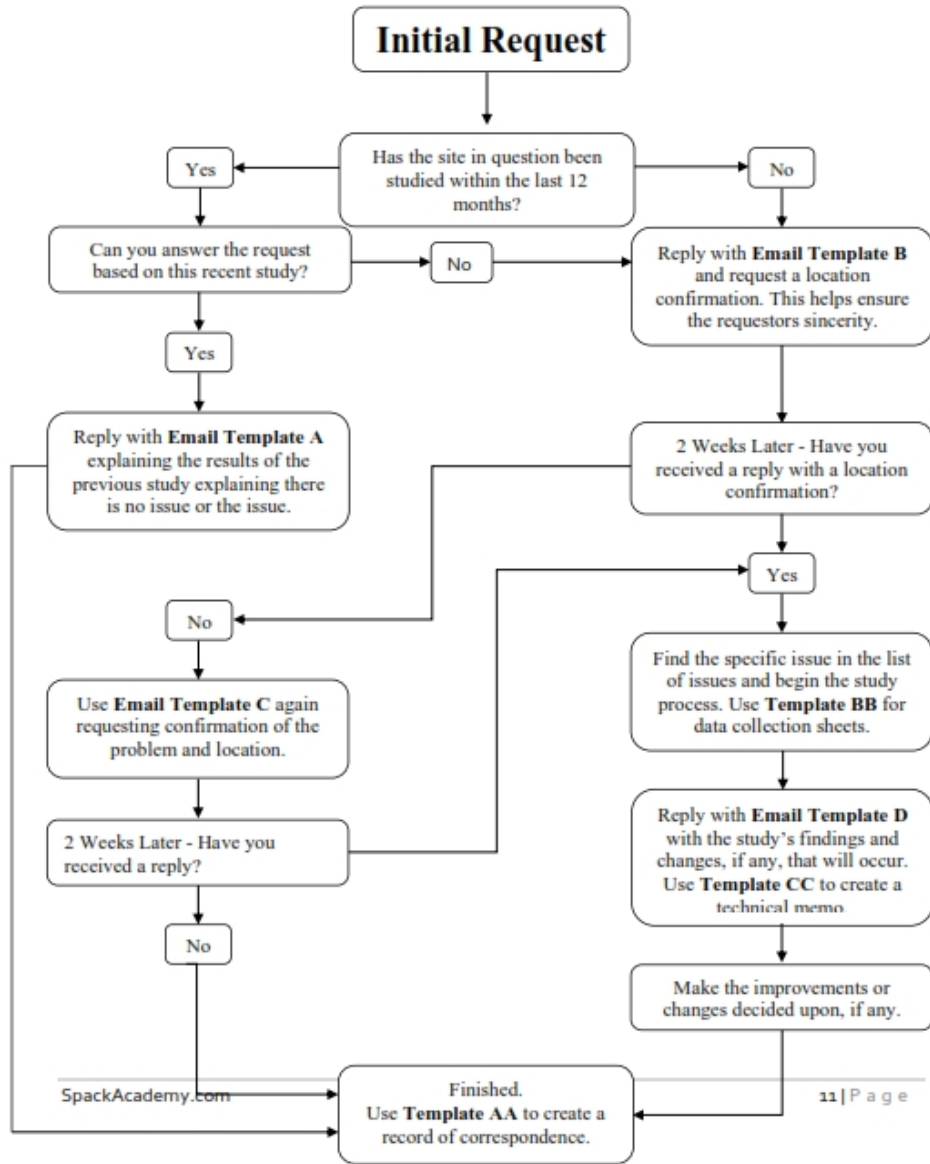 Initial Request
Has the site in question been
studied within the last 12
months?
Yes
No
Can you answer the request
based on this recent study?
No
Reply with Email Template B
and request a location
confirmation. This helps ensure
the requestors sincerity.
Yes
Reply with Email Template A
explaining the results of the
previous study explaining there
is no issue or the issue.
2 Weeks Later - Have you
received a reply with a location
confirmation?
Yes
No
Find the specific issue in the list
of issues and begin the study
process. Use Template BB for
data collection sheets.
Use Email Template C again
requesting confirmation of the
problem and location.
Reply with Email Template D
with the study's findings and
changes, if any, that will occur.
Use Template CC to create a
technical memo.
2 Weeks Later - Have you
received a reply?
No
Make the improvements or
changes decided upon, if any.
Finished.
Use Template AA to create a
record of correspondence.
SpackAcademy.com
11 | Page